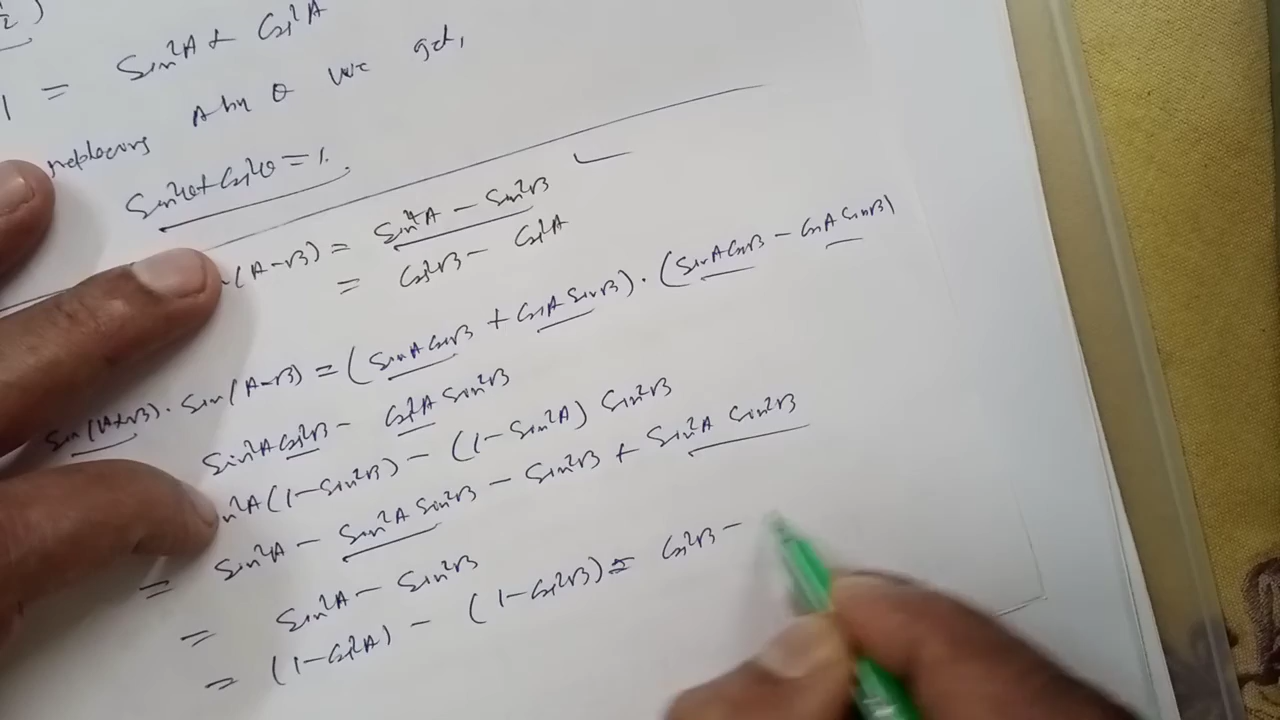 1 = Sin²A + Cos²A
replacing A by θ we get,
Sin²θ + Cos²θ = 1.
(A-B) = Sin²A - Sin²B
= Cos²B - Cos²A
Sin(A+B) . Sin(A-B) = (SinA CosB + CosA SinB) . (SinA CosB - CosA SinB)
Sin²A Cos²B - Cos²A Sin²B
in²A (1 - Sin²B) - (1 - Sin²A) Sin²B
= Sin²A - Sin²A Sin²B - Sin²B + Sin²A Sin²B
= Sin²A - Sin²B
= (1 - Cos²A) - (1 - Cos²B) = Cos²B -